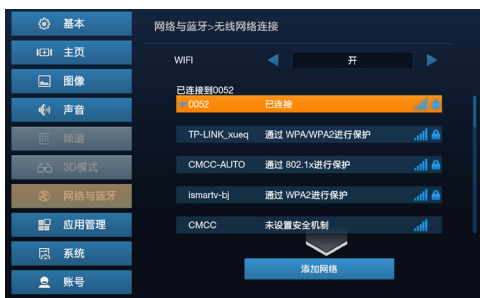 基本
主页
图像
声音
频道
3D模式
网络与蓝牙
应用管理
系统
账号
网络与蓝牙>无线网络连接
WIFI 开
已连接到0052
0052 已连接
TP-LINK_xueq 通过 WPA/WPA2进行保护
CMCC-AUTO 通过 802.1x进行保护
ismartv-bj 通过 WPA2进行保护
CMCC 未设置安全机制
添加网络